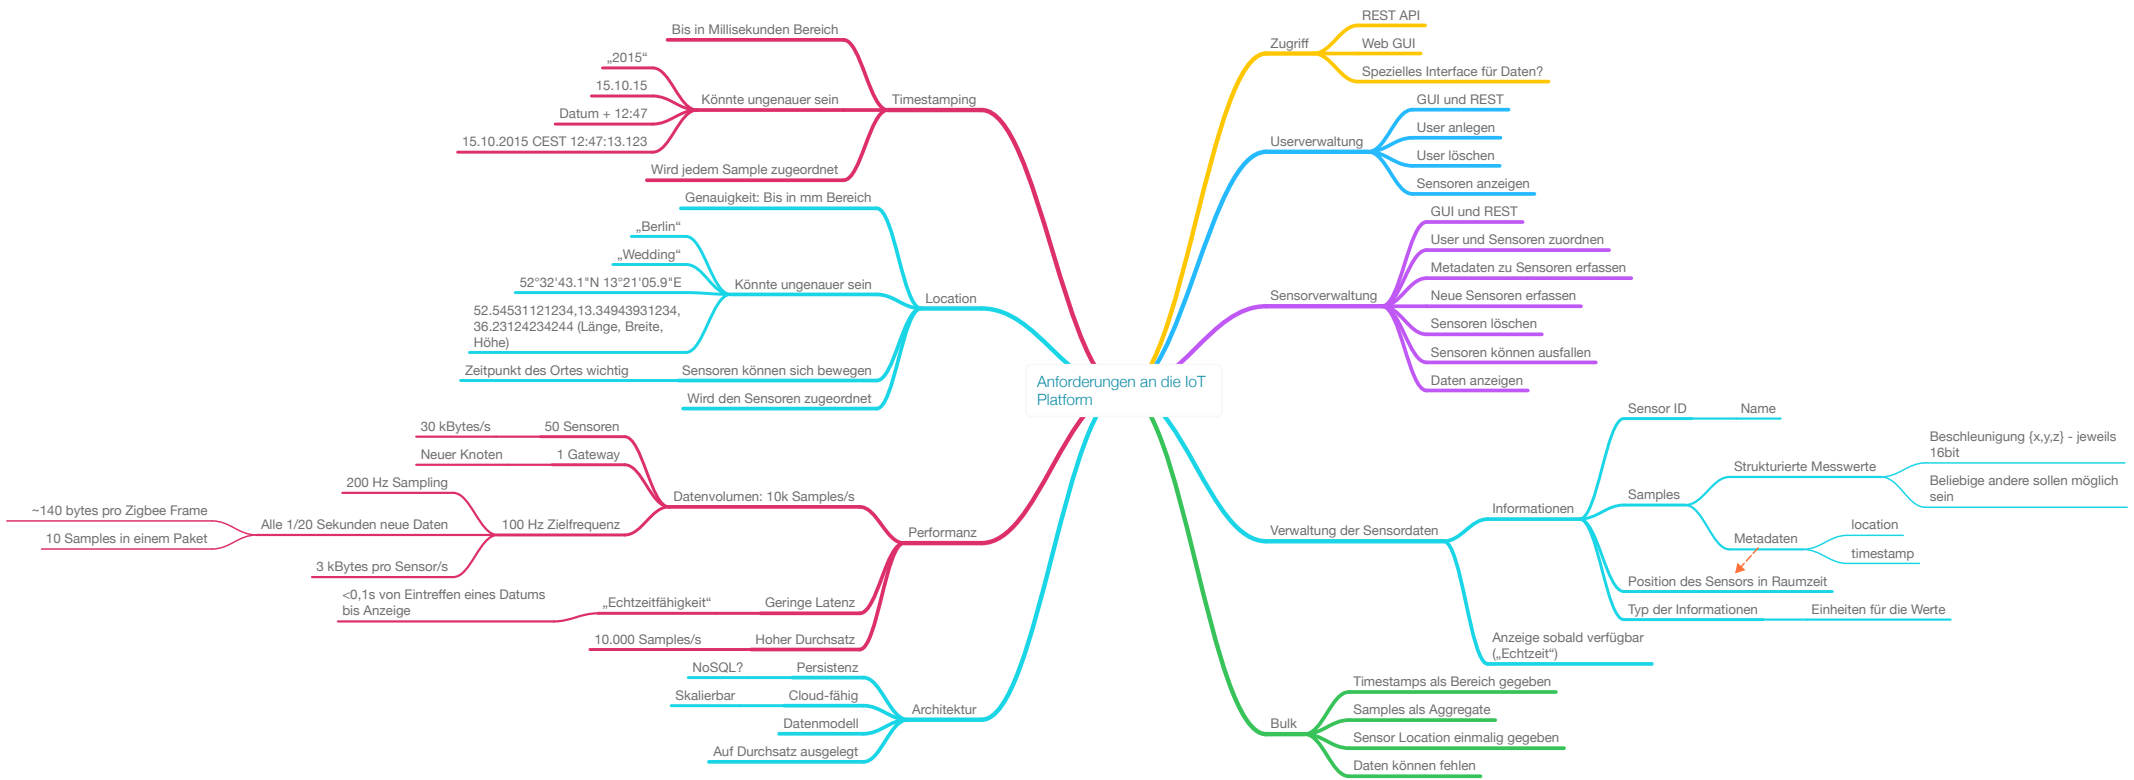 Anforderungen an die IoT
Platform
Timestamping
Bis in Millisekunden Bereich
Könnte ungenauer sein
„2015“
15.10.15
Datum + 12:47
15.10.2015 CEST 12:47:13.123
Wird jedem Sample zugeordnet
Location
Genauigkeit: Bis in mm Bereich
Könnte ungenauer sein
„Berlin“
„Wedding“
52°32'43.1"N 13°21'05.9"E
52.54531121234,13.34943931234,
36.23124234244 (Länge, Breite,
Höhe)
Sensoren können sich bewegen
Zeitpunkt des Ortes wichtig
Wird den Sensoren zugeordnet
Performanz
Datenvolumen: 10k Samples/s
50 Sensoren
30 kBytes/s
1 Gateway
Neuer Knoten
100 Hz Zielfrequenz
200 Hz Sampling
Alle 1/20 Sekunden neue Daten
~140 bytes pro Zigbee Frame
10 Samples in einem Paket
3 kBytes pro Sensor/s
Geringe Latenz
„Echtzeitfähigkeit“
<0,1s von Eintreffen eines Datums
bis Anzeige
Hoher Durchsatz
10.000 Samples/s
Architektur
Persistenz
NoSQL?
Cloud-fähig
Skalierbar
Datenmodell
Auf Durchsatz ausgelegt
Zugriff
REST API
Web GUI
Spezielles Interface für Daten?
Userverwaltung
GUI und REST
User anlegen
User löschen
Sensoren anzeigen
Sensorverwaltung
GUI und REST
User und Sensoren zuordnen
Metadaten zu Sensoren erfassen
Neue Sensoren erfassen
Sensoren löschen
Sensoren können ausfallen
Daten anzeigen
Verwaltung der Sensordaten
Informationen
Sensor ID
Name
Samples
Strukturierte Messwerte
Beschleunigung {x,y,z} - jeweils
16bit
Beliebige andere sollen möglich
sein
Metadaten
location
timestamp
Position des Sensors in Raumzeit
Typ der Informationen
Einheiten für die Werte
Anzeige sobald verfügbar
(„Echtzeit“)
Bulk
Timestamps als Bereich gegeben
Samples als Aggregate
Sensor Location einmalig gegeben
Daten können fehlen